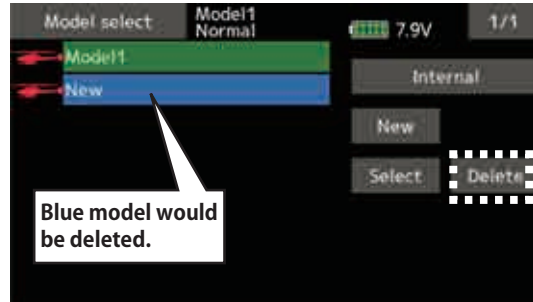 Model select Model1 7.9V 1/1
Normal
Model1
New
Internal
New
Select Delete
Blue model would
be deleted.